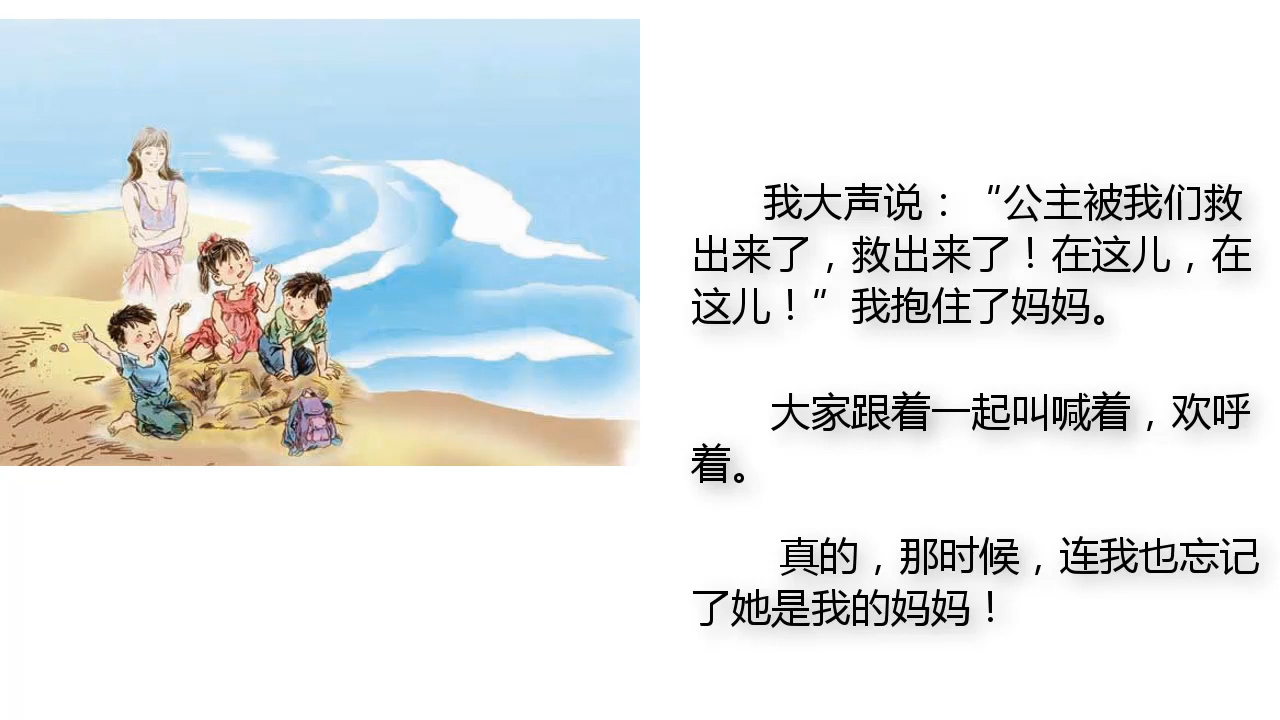 我大声说：“公主被我们救
出来了，救出来了！在这儿，在
这儿！”我抱住了妈妈。
大家跟着一起叫喊着，欢呼
着。
真的，那时候，连我也忘记
了她是我的妈妈！